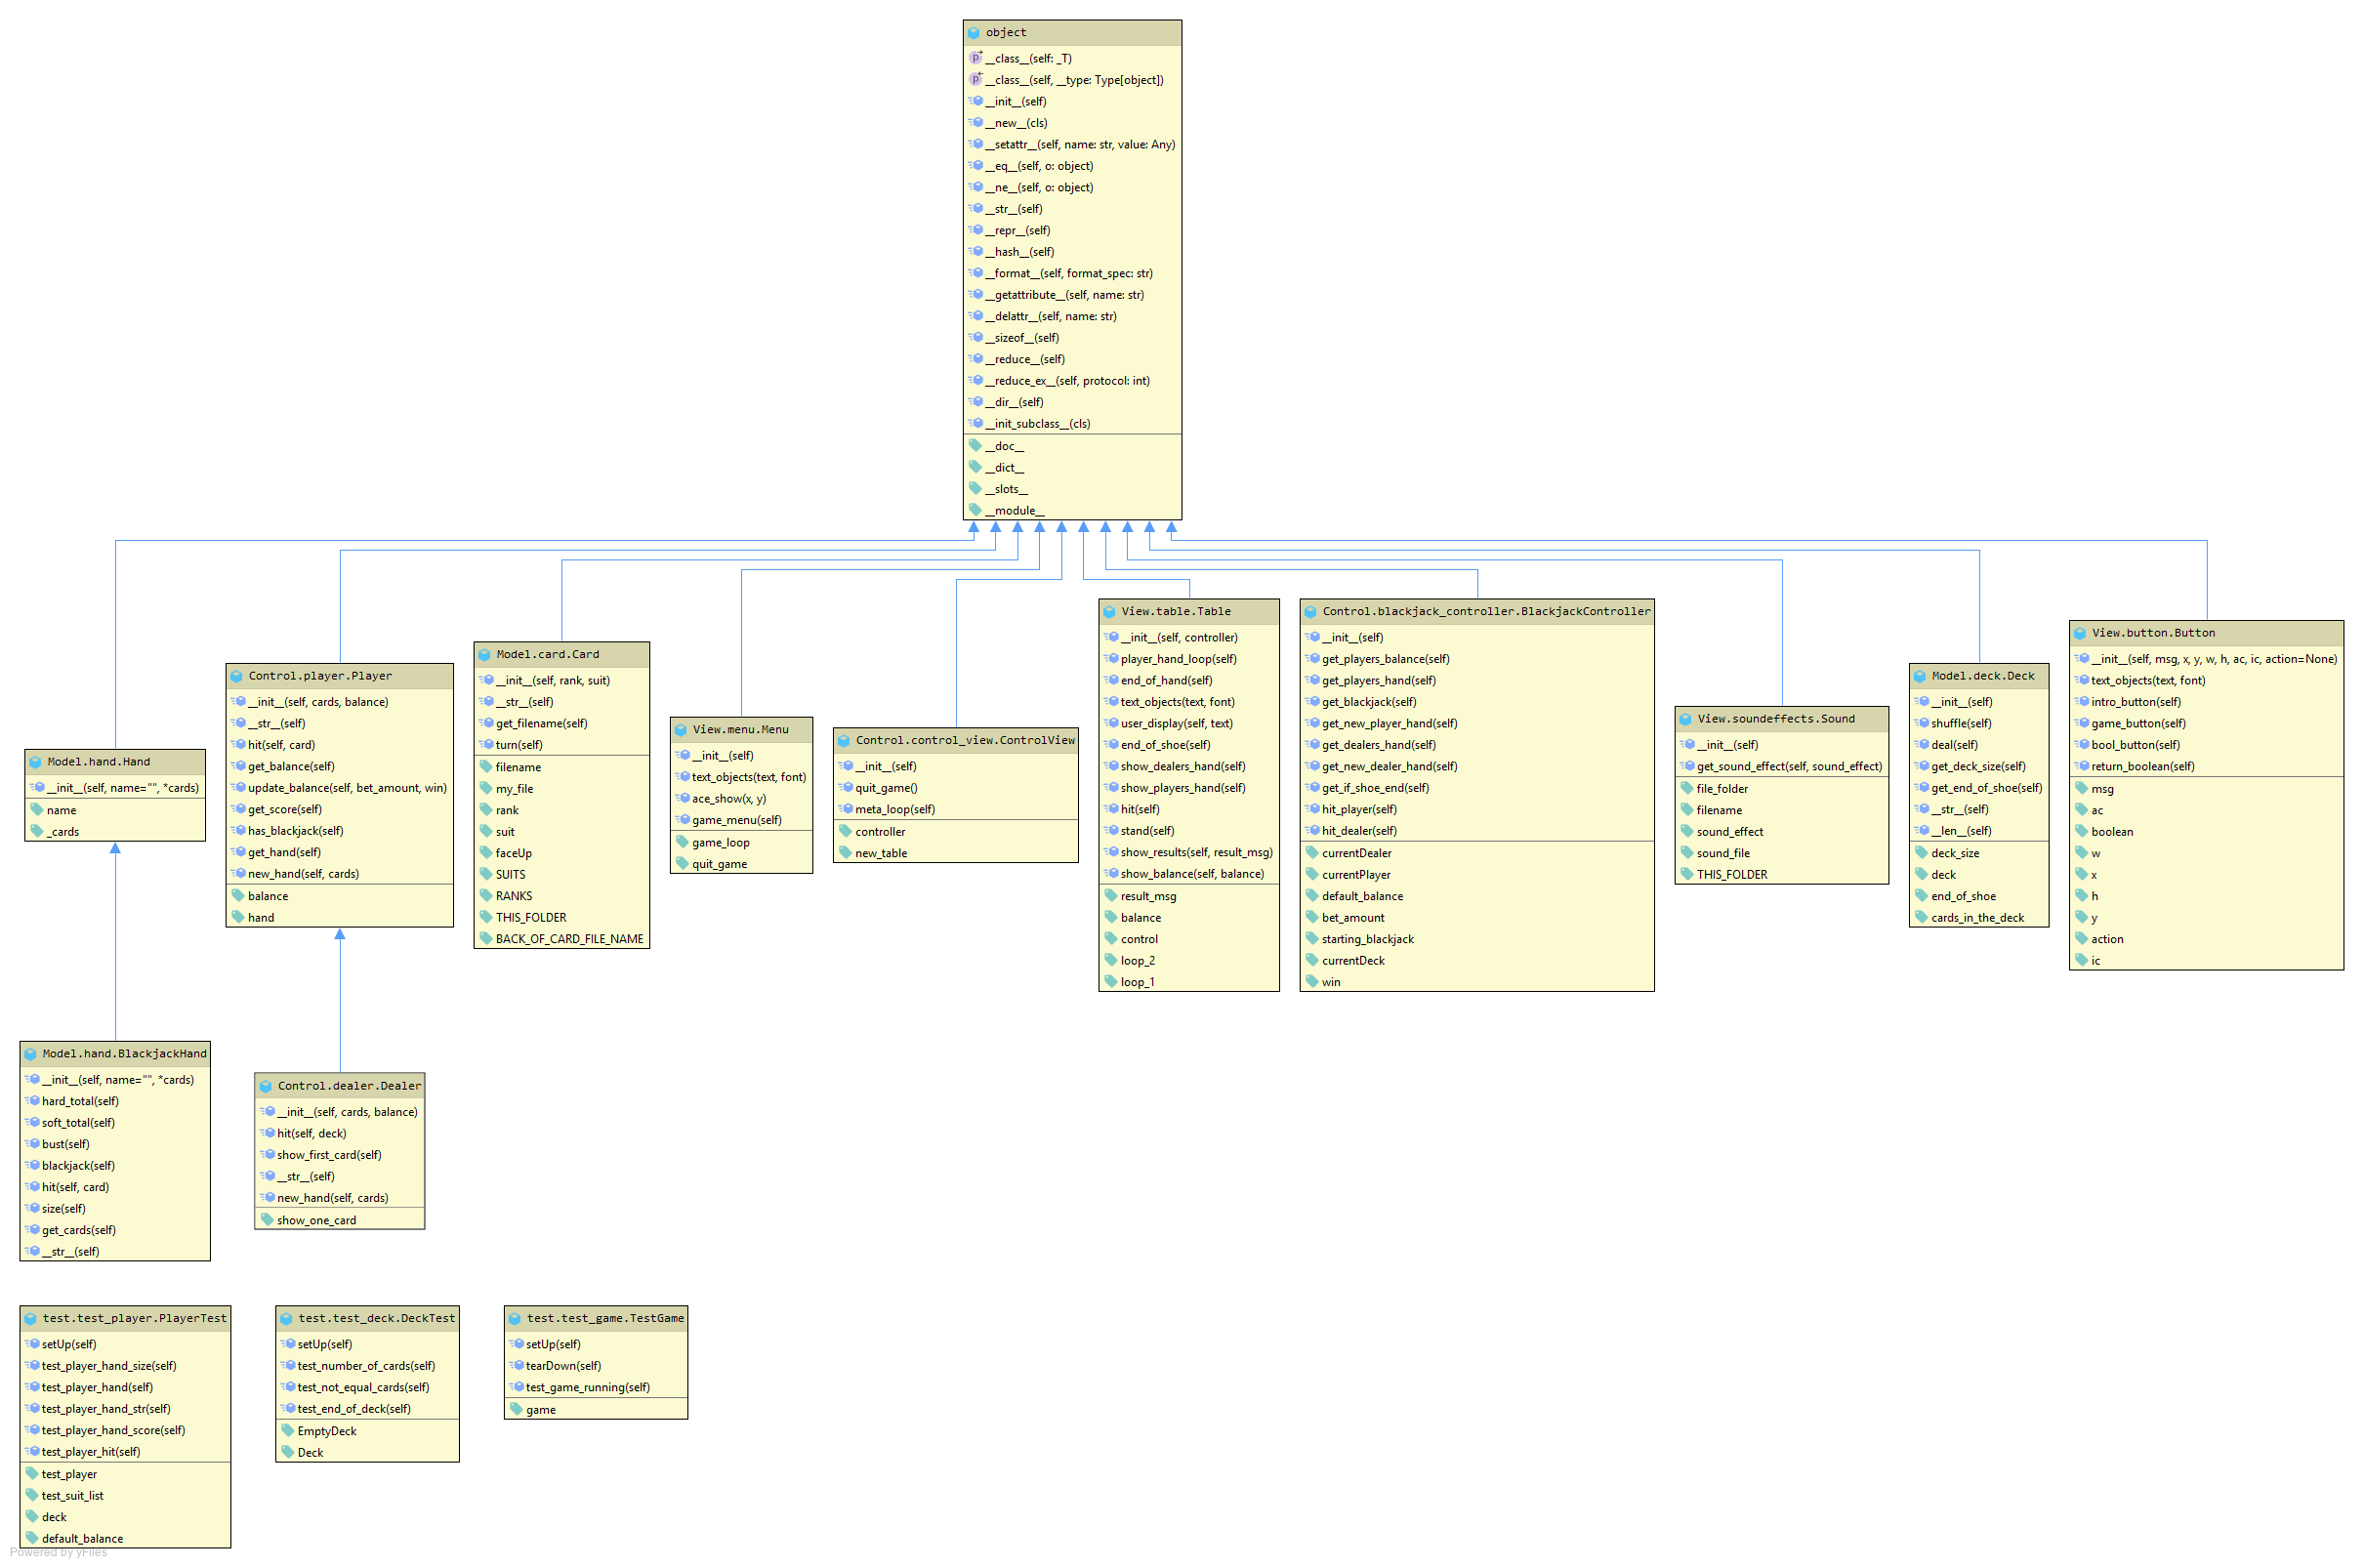 object
__class__(self: _T)
__class__(self, __type: Type[object])
__init__(self)
__new__(cls)
__setattr__(self, name: str, value: Any)
__eq__(self, o: object)
__ne__(self, o: object)
__str__(self)
__repr__(self)
__hash__(self)
__format__(self, format_spec: str)
__getattribute__(self, name: str)
__delattr__(self, name: str)
__sizeof__(self)
__reduce__(self)
__reduce_ex__(self, protocol: int)
__dir__(self)
__init_subclass__(cls)
__doc__
__dict__
__slots__
__module__
Model.hand.Hand
__init__(self, name="", *cards)
name
_cards
Control.player.Player
__init__(self, cards, balance)
__str__(self)
hit(self, card)
get_balance(self)
update_balance(self, bet_amount, win)
get_score(self)
has_blackjack(self)
get_hand(self)
new_hand(self, cards)
balance
hand
Model.card.Card
__init__(self, rank, suit)
__str__(self)
get_filename(self)
turn(self)
filename
my_file
rank
suit
faceUp
SUITS
RANKS
THIS_FOLDER
BACK_OF_CARD_FILE_NAME
View.menu.Menu
__init__(self)
text_objects(text, font)
ace_show(x, y)
game_menu(self)
game_loop
quit_game
Control.control_view.ControlView
__init__(self)
quit_game()
meta_loop(self)
controller
new_table
View.table.Table
__init__(self, controller)
player_hand_loop(self)
end_of_hand(self)
text_objects(text, font)
user_display(self, text)
end_of_shoe(self)
show_dealers_hand(self)
show_players_hand(self)
hit(self)
stand(self)
show_results(self, result_msg)
show_balance(self, balance)
result_msg
balance
control
loop_2
loop_1
Control.blackjack_controller.BlackjackController
__init__(self)
get_players_balance(self)
get_players_hand(self)
get_blackjack(self)
get_new_player_hand(self)
get_dealers_hand(self)
get_new_dealer_hand(self)
get_if_shoe_end(self)
hit_player(self)
hit_dealer(self)
currentDealer
currentPlayer
default_balance
bet_amount
starting_blackjack
currentDeck
win
View.soundeffects.Sound
__init__(self)
get_sound_effect(self, sound_effect)
file_folder
filename
sound_effect
sound_file
THIS_FOLDER
Model.deck.Deck
__init__(self)
shuffle(self)
deal(self)
get_deck_size(self)
get_end_of_shoe(self)
__str__(self)
__len__(self)
deck_size
deck
end_of_shoe
cards_in_the_deck
View.button.Button
__init__(self, msg, x, y, w, h, ac, ic, action=None)
text_objects(text, font)
intro_button(self)
game_button(self)
bool_button(self)
return_boolean(self)
msg
ac
boolean
w
x
h
y
action
ic
Model.hand.BlackjackHand
__init__(self, name="", *cards)
hard_total(self)
soft_total(self)
bust(self)
blackjack(self)
hit(self, card)
size(self)
get_cards(self)
__str__(self)
Control.dealer.Dealer
__init__(self, cards, balance)
hit(self, deck)
show_first_card(self)
__str__(self)
new_hand(self, cards)
show_one_card
test.test_player.PlayerTest
setUp(self)
test_player_hand_size(self)
test_player_hand(self)
test_player_hand_str(self)
test_player_hand_score(self)
test_player_hit(self)
test_player
test_suit_list
deck
default_balance
test.test_deck.DeckTest
setUp(self)
test_number_of_cards(self)
test_not_equal_cards(self)
test_end_of_deck(self)
EmptyDeck
Deck
test.test_game.TestGame
setUp(self)
tearDown(self)
test_game_running(self)
game
Powered by yFiles